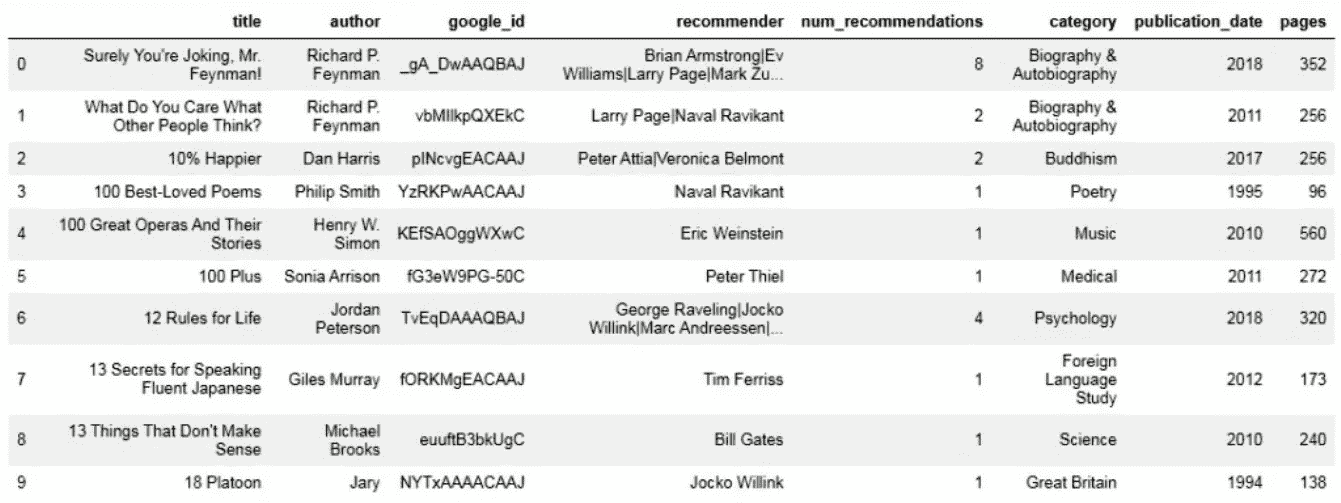 title author google_id recommender num_recommendations category publication_date pages
0 Surely You're Joking, Mr. Feynman! Richard P. Feynman _gA_DwAAQBAJ Brian Armstrong|Ev Williams|Larry Page|Mark Zu... 8 Biography & Autobiography 2018 352
1 What Do You Care What Other People Think? Richard P. Feynman vbMIlkpQXEkC Larry Page|Naval Ravikant 2 Biography & Autobiography 2011 256
2 10% Happier Dan Harris plNcvgEACAAJ Peter Attia|Veronica Belmont 2 Buddhism 2017 256
3 100 Best-Loved Poems Philip Smith YzRKPwAACAAJ Naval Ravikant 1 Poetry 1995 96
4 100 Great Operas And Their Stories Henry W. Simon KEfSAOggWXwC Eric Weinstein 1 Music 2010 560
5 100 Plus Sonia Arrison fG3eW9PG-50C Peter Thiel 1 Medical 2011 272
6 12 Rules for Life Jordan Peterson TvEqDAAAQBAJ George Raveling|Jocko Willink|Marc Andreessen|... 4 Psychology 2018 320
7 13 Secrets for Speaking Fluent Japanese Giles Murray fORKMgEACAAJ Tim Ferriss 1 Foreign Language Study 2012 173
8 13 Things That Don't Make Sense Michael Brooks euuftB3bkUgC Bill Gates 1 Science 2010 240
9 18 Platoon Jary NYTxAAAACAAJ Jocko Willink 1 Great Britain 1994 138